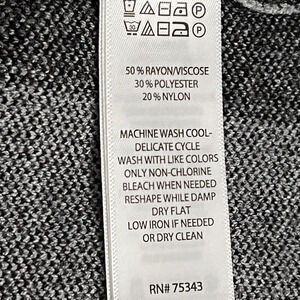 50% RAYON/VISCOSE
30% POLYESTER
20% NYLON
MACHINE WASH COOL-
DELICATE CYCLE
WASH WITH LIKE COLORS
ONLY NON-CHLORINE
BLEACH WHEN NEEDED
RESHAPE WHILE DAMP
DRY FLAT
LOW IRON IF NEEDED
OR DRY CLEAN
RN# 75343